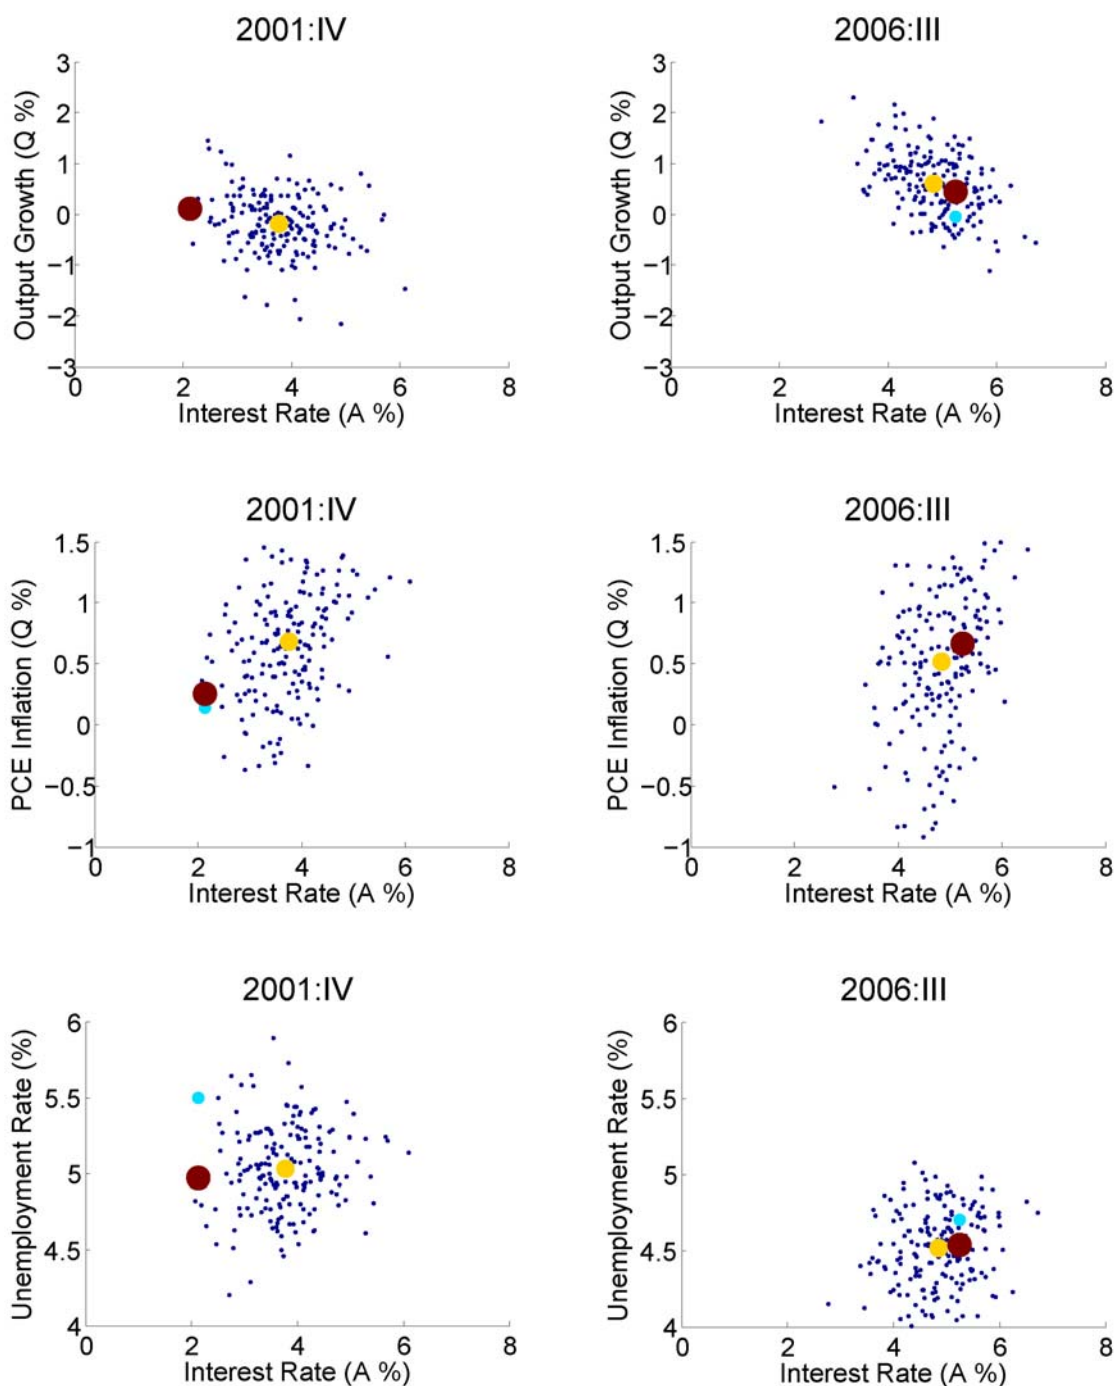 2001:IV
Output Growth (Q %)
3
2
1
0
−1
−2
−3
0 2 4 6 8
Interest Rate (A %)
2006:III
Output Growth (Q %)
3
2
1
0
−1
−2
−3
0 2 4 6 8
Interest Rate (A %)
2001:IV
PCE Inflation (Q %)
1.5
1
0.5
0
−0.5
−1
0 2 4 6 8
Interest Rate (A %)
2006:III
PCE Inflation (Q %)
1.5
1
0.5
0
−0.5
−1
0 2 4 6 8
Interest Rate (A %)
2001:IV
Unemployment Rate (%)
6
5.5
5
4.5
4
0 2 4 6 8
Interest Rate (A %)
2006:III
Unemployment Rate (%)
6
5.5
5
4.5
4
0 2 4 6 8
Interest Rate (A %)